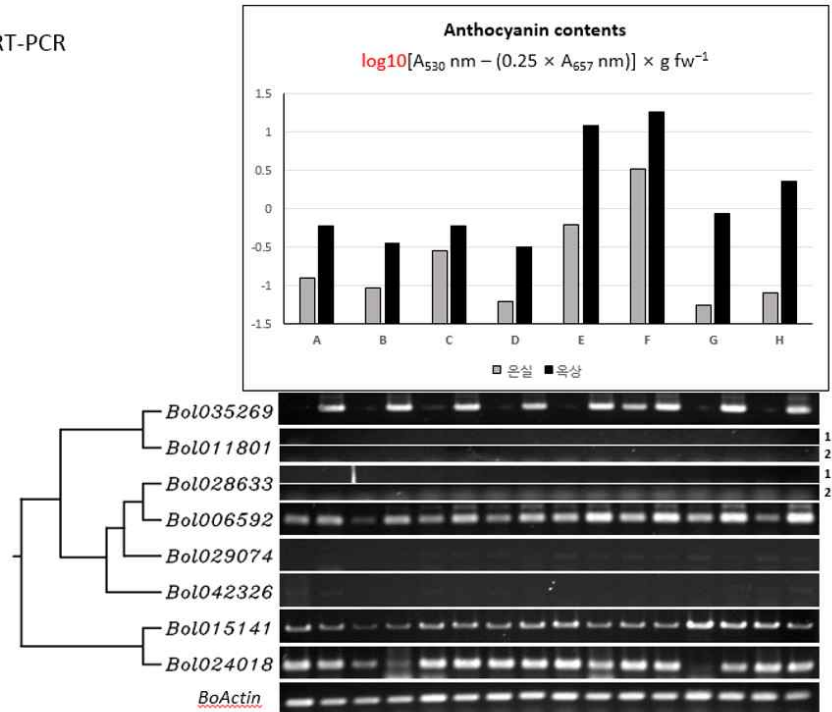 RT-PCR
Anthocyanin contents
log10[A₅₃₀ nm – (0.25 × A₆₅₇ nm)] × g fw⁻¹
1.5
1
0.5
0
-0.5
-1
-1.5
A B C D E F G H
온실 옥상
Bol035269
Bol011801
1
2
Bol028633
1
2
Bol006592
Bol029074
Bol042326
Bol015141
Bol024018
BoActin